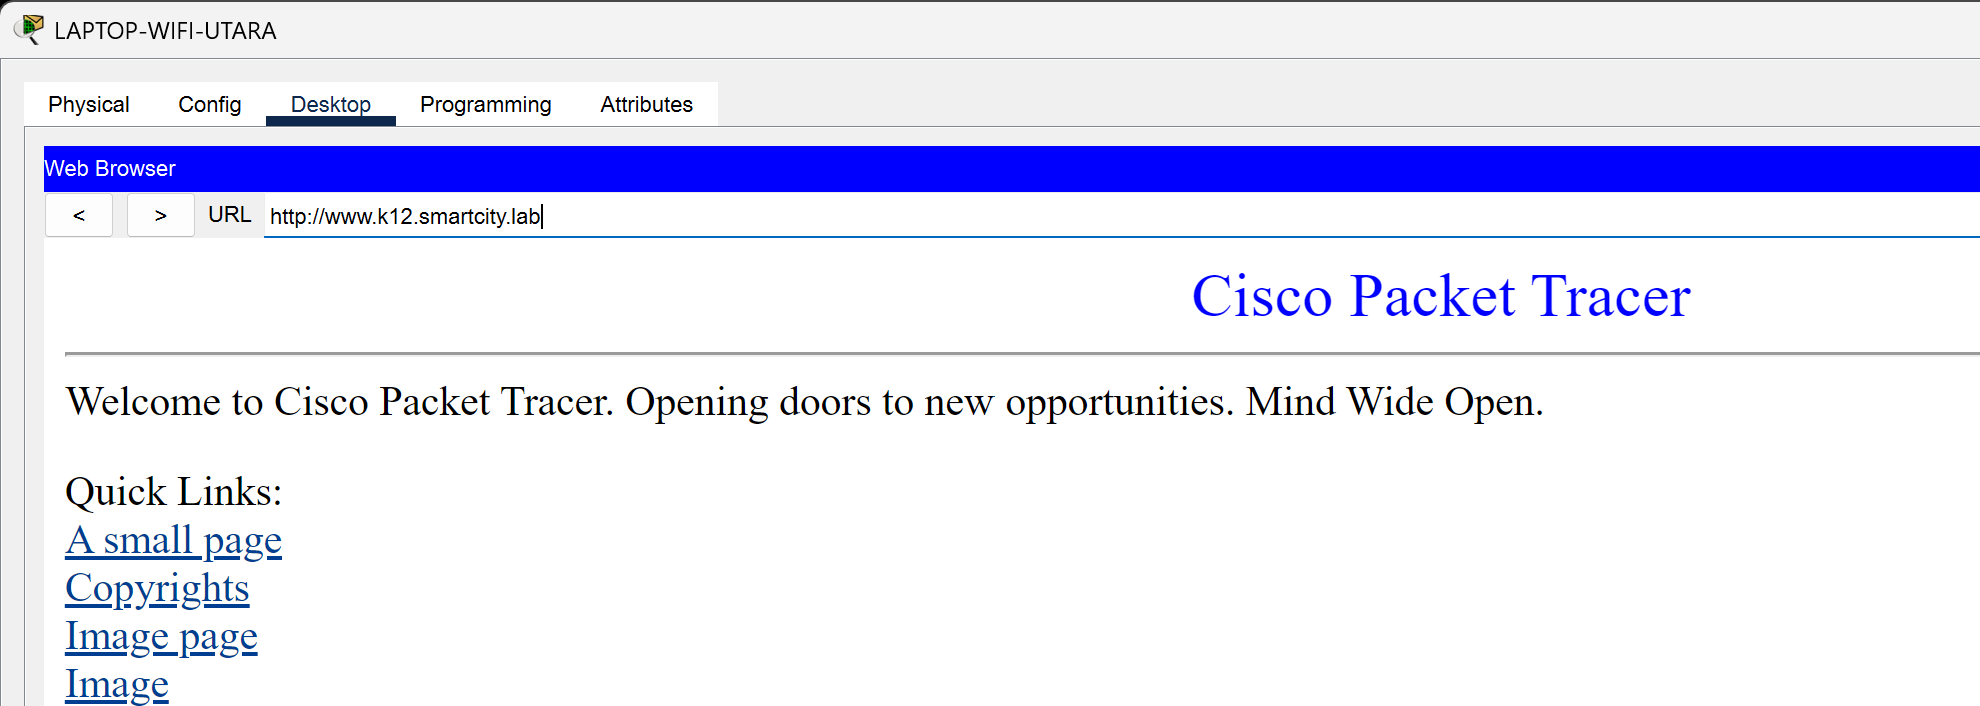 LAPTOP-WIFI-UTARA
Physical Config Desktop Programming Attributes
Web Browser
< > URL http://www.k12.smartcity.lab
Cisco Packet Tracer
Welcome to Cisco Packet Tracer. Opening doors to new opportunities. Mind Wide Open.
Quick Links:
A small page
Copyrights
Image page
Image